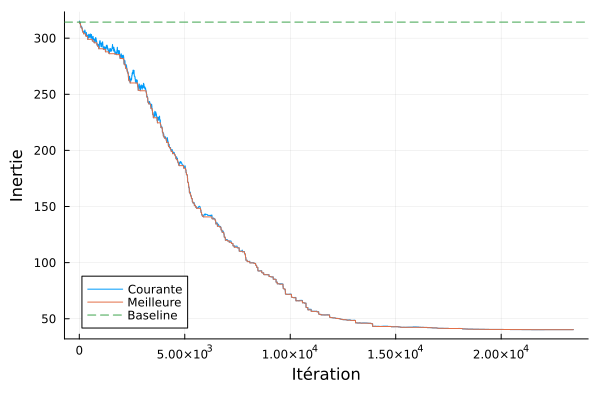 Inertie
300
250
200
150
100
50
Courante
Meilleure
Baseline
0
5.00×10³
1.00×10⁴
1.50×10⁴
2.00×10⁴
Itération